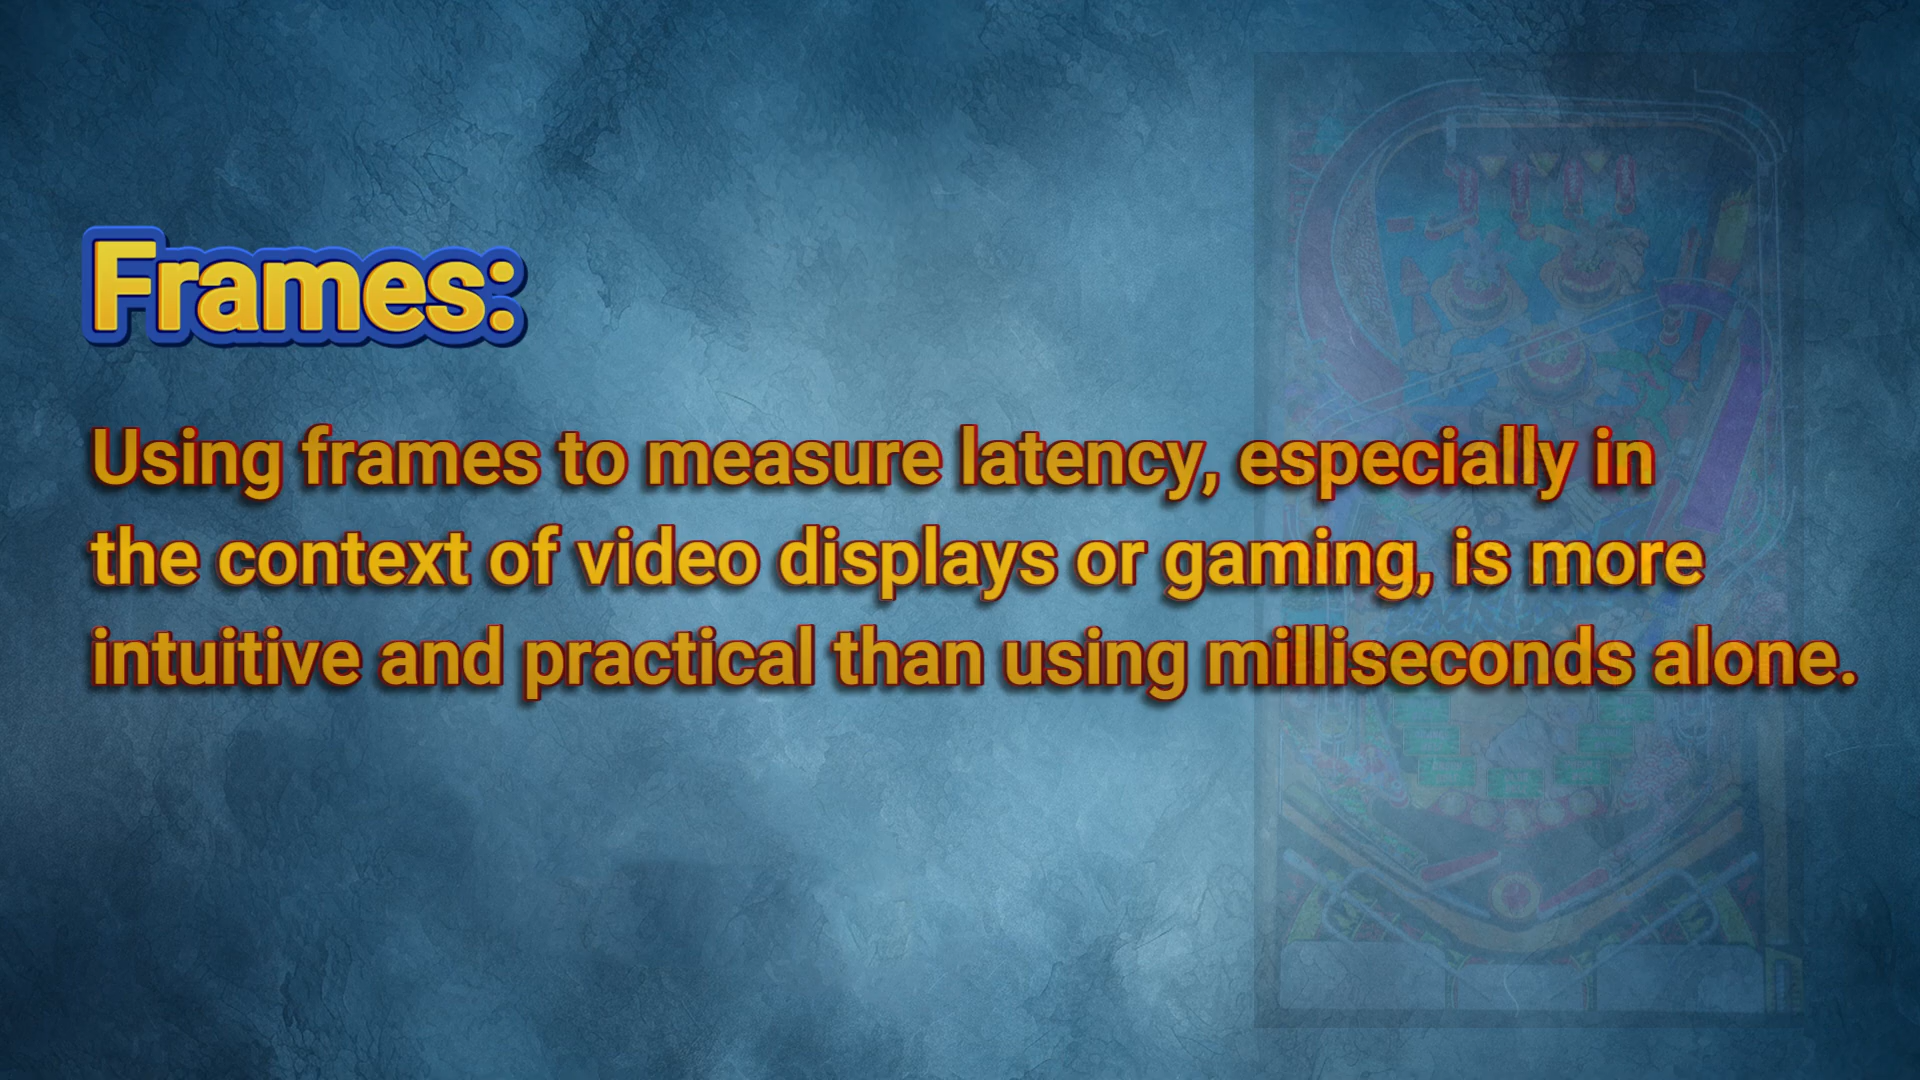 Frames:
Using frames to measure latency, especially in
the context of video displays or gaming, is more
intuitive and practical than using milliseconds alone.